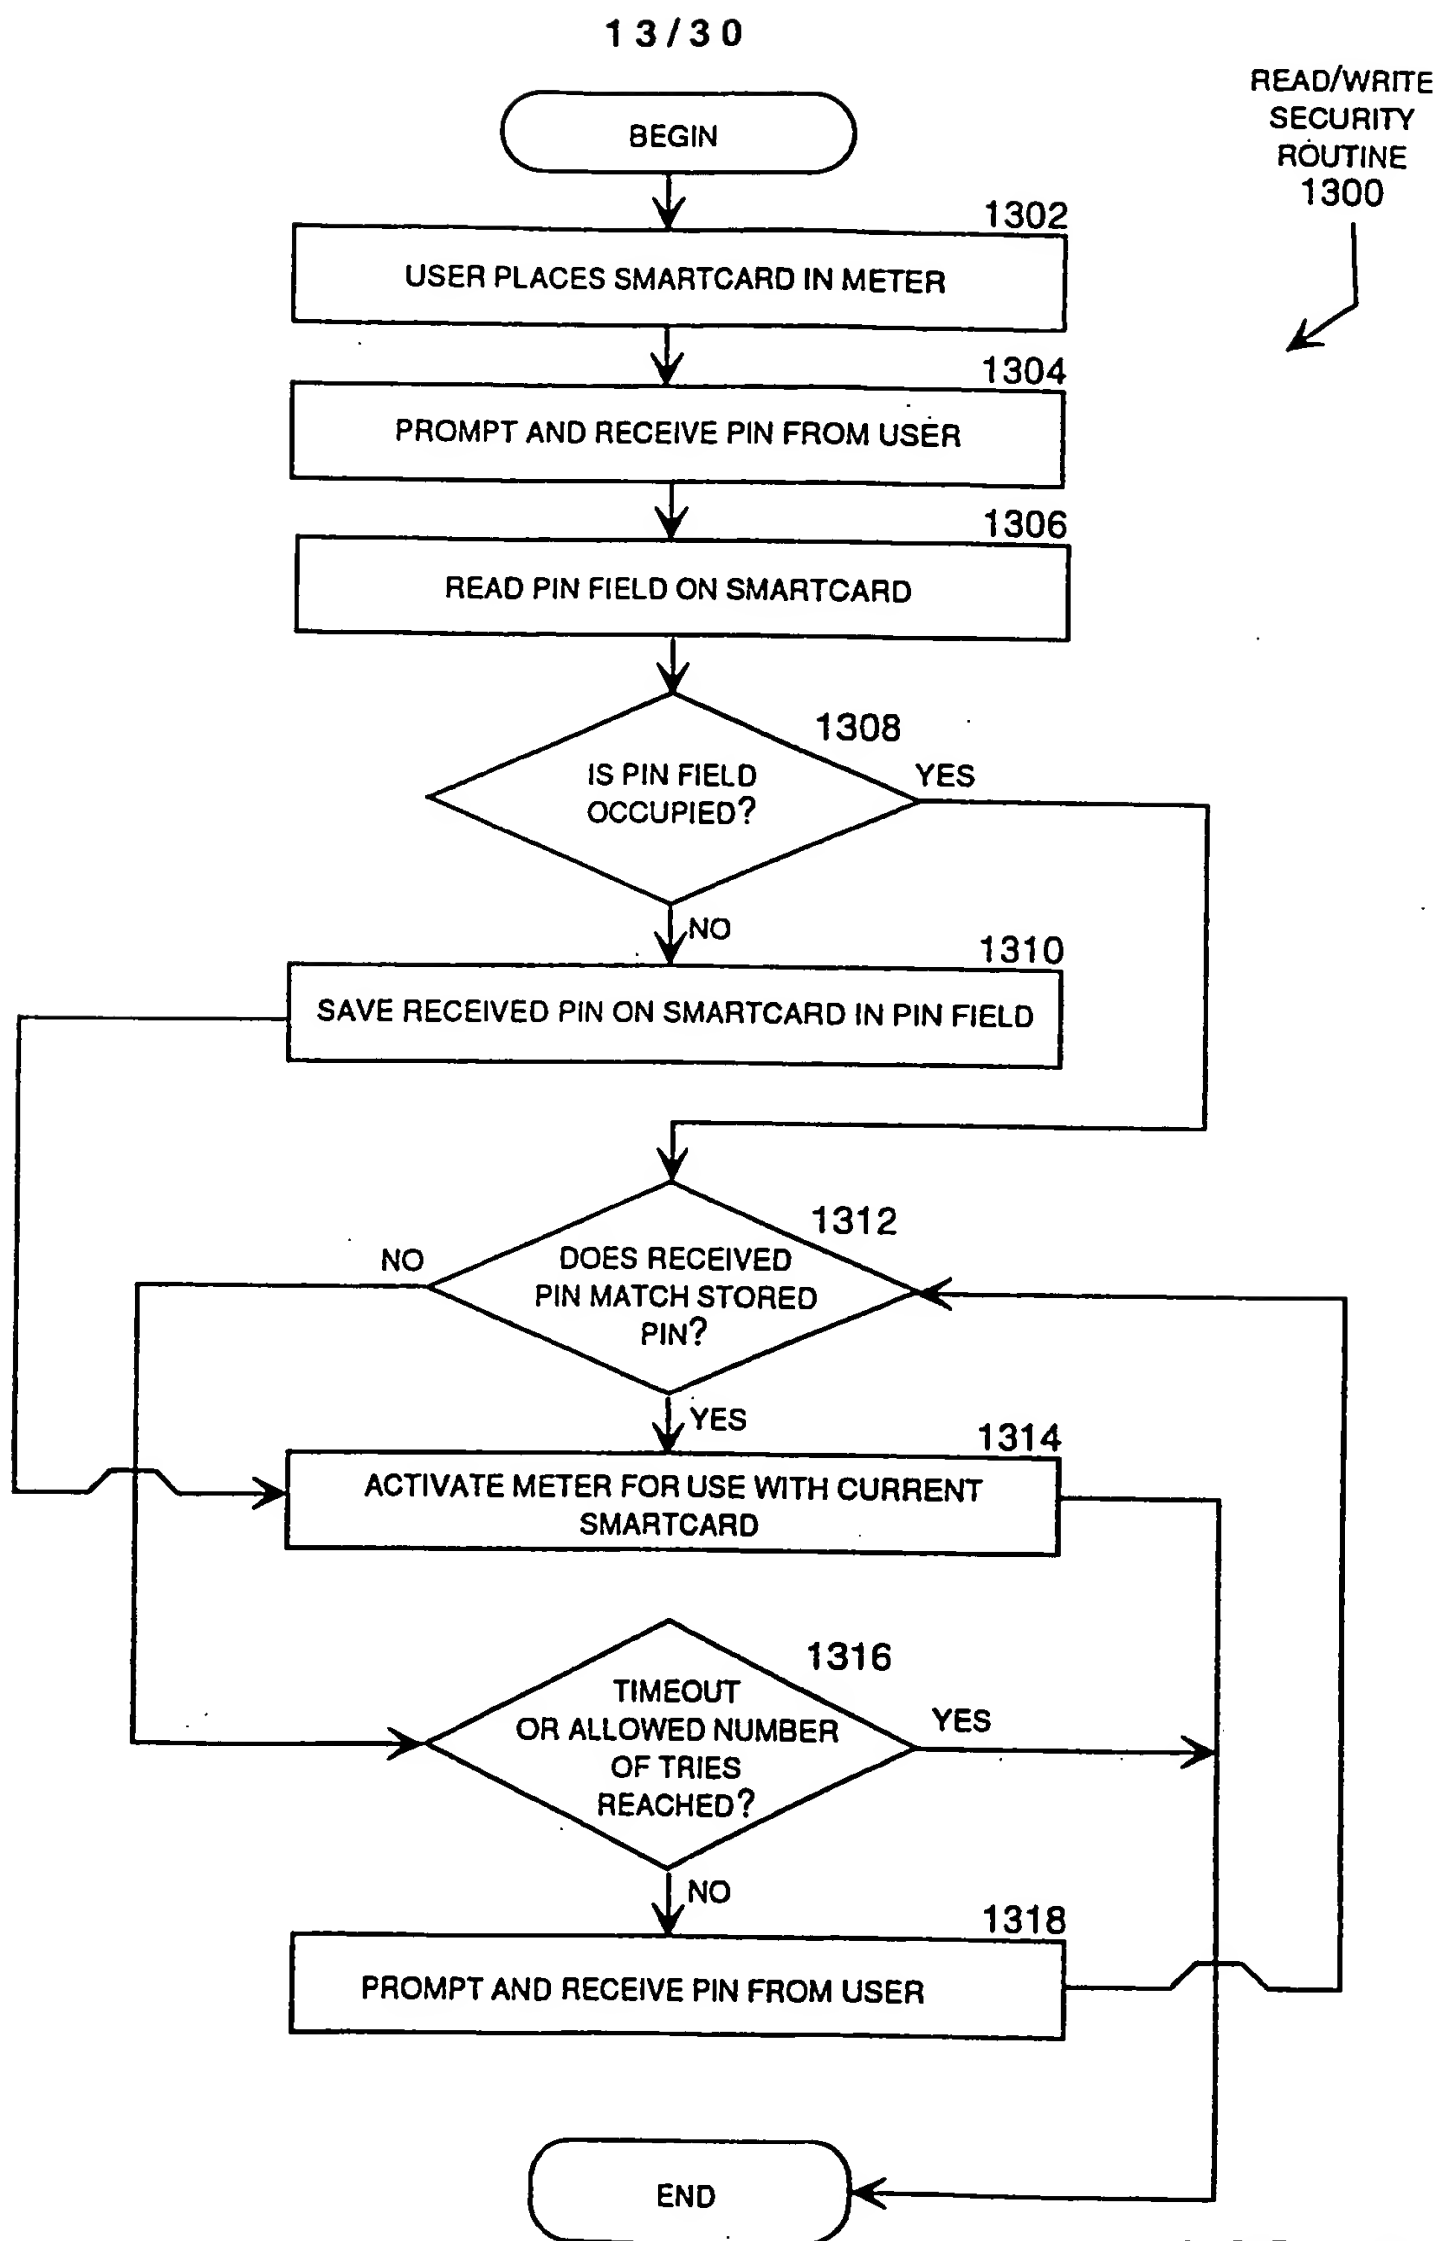 13/30
READ/WRITE
SECURITY
ROUTINE
1300
BEGIN
1302
USER PLACES SMARTCARD IN METER
1304
PROMPT AND RECEIVE PIN FROM USER
1306
READ PIN FIELD ON SMARTCARD
1308
IS PIN FIELD
OCCUPIED?
YES
NO
1310
SAVE RECEIVED PIN ON SMARTCARD IN PIN FIELD
1312
NO
DOES RECEIVED
PIN MATCH STORED
PIN?
YES
1314
ACTIVATE METER FOR USE WITH CURRENT
SMARTCARD
1316
TIMEOUT
OR ALLOWED NUMBER
OF TRIES
REACHED?
YES
NO
1318
PROMPT AND RECEIVE PIN FROM USER
END